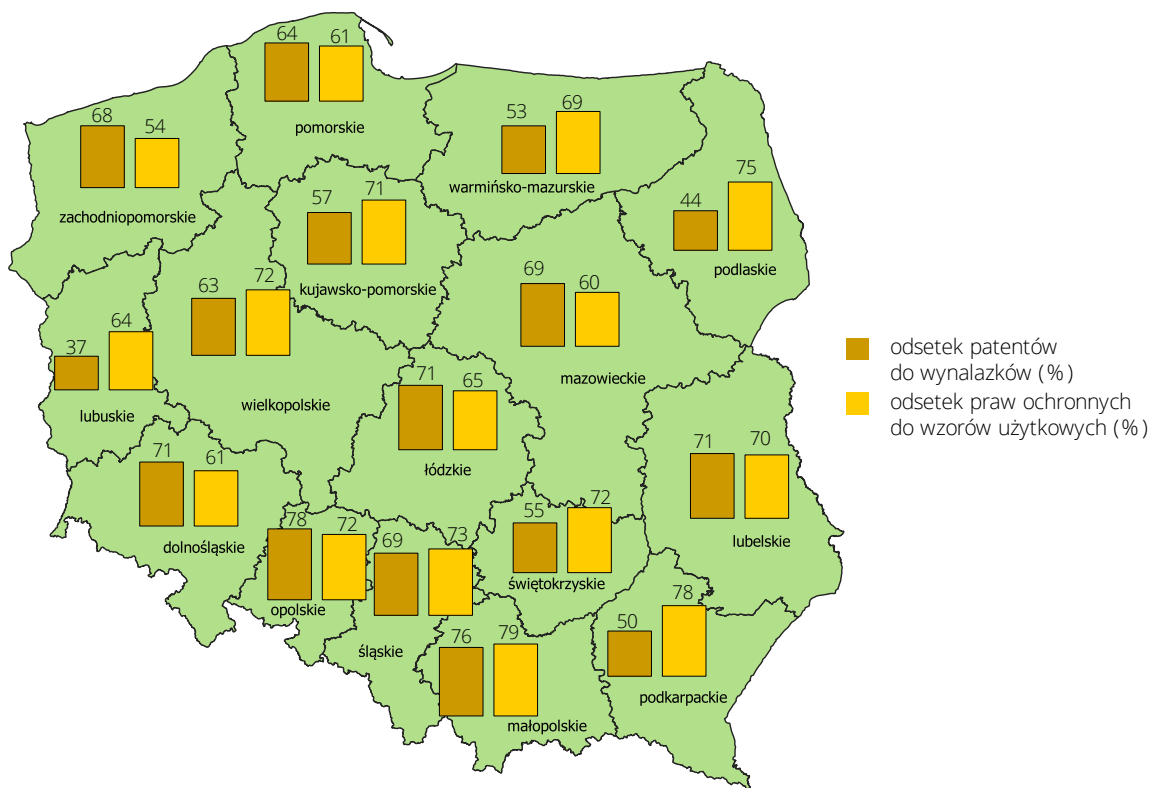 64 61
pomorskie
68 54
zachodniopomorskie
53 69
warmińsko-mazurskie
57 71
kujawsko-pomorskie
44 75
podlaskie
63 72
wielkopolskie
69 60
mazowieckie
37 64
lubuskie
71 65
łódzkie
odsetek patentów
do wynalazków (%)
odsetek praw ochronnych
do wzorów użytkowych (%)
71 61
dolnośląskie
71 70
lubelskie
78 72
opolskie
69 73
śląskie
55 72
świętokrzyskie
76 79
małopolskie
50 78
podkarpackie